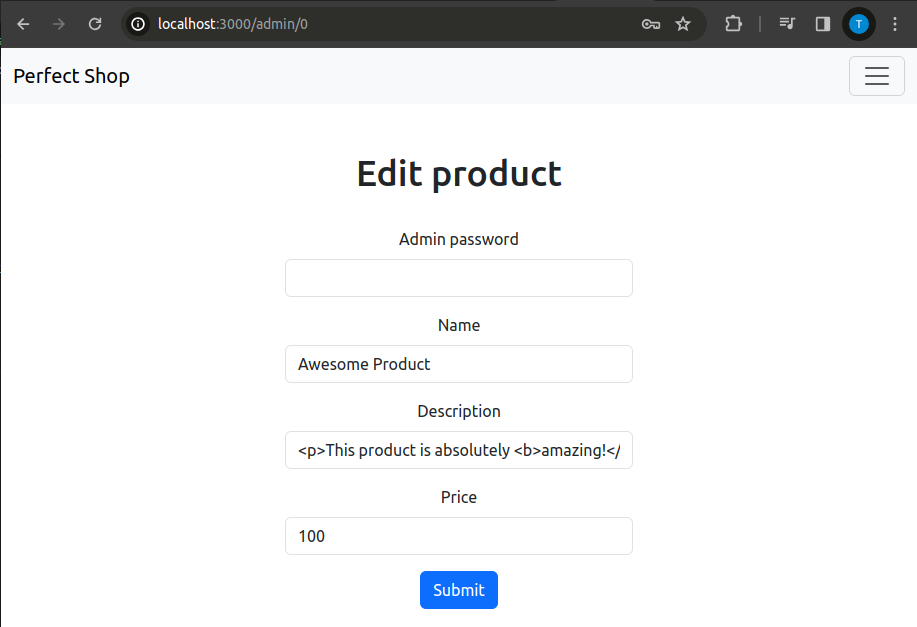 localhost:3000/admin/0
T
Perfect Shop
Edit product
Admin password
Name
Awesome Product
Description
<p>This product is absolutely <b>amazing!</
Price
100
Submit